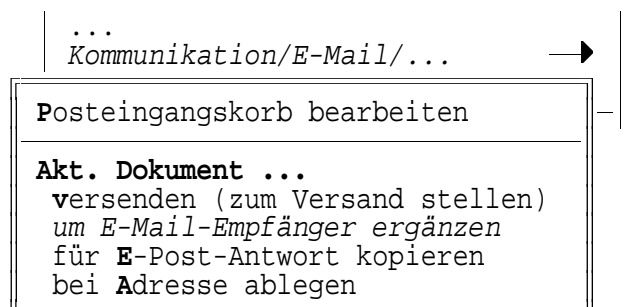 ...
Kommunikation/E-Mail/...
Posteingangskorb bearbeiten
Akt. Dokument ...
versenden (zum Versand stellen)
um E-Mail-Empfänger ergänzen
für E-Post-Antwort kopieren
bei Adresse ablegen